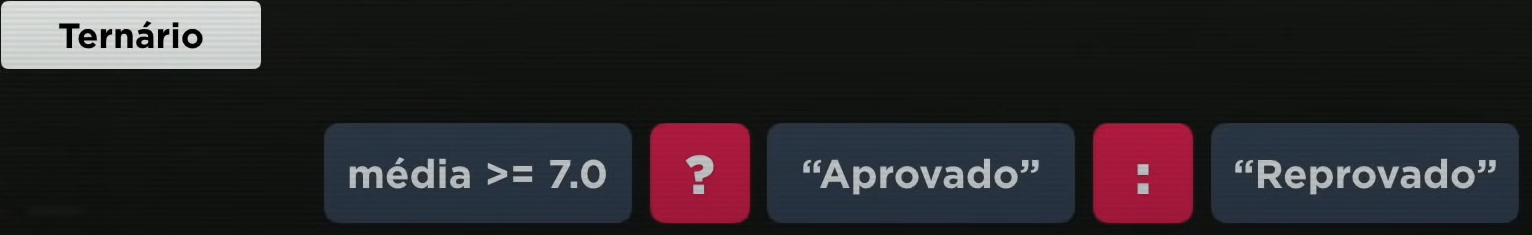 Ternário
média >= 7.0 ? “Aprovado” : “Reprovado”